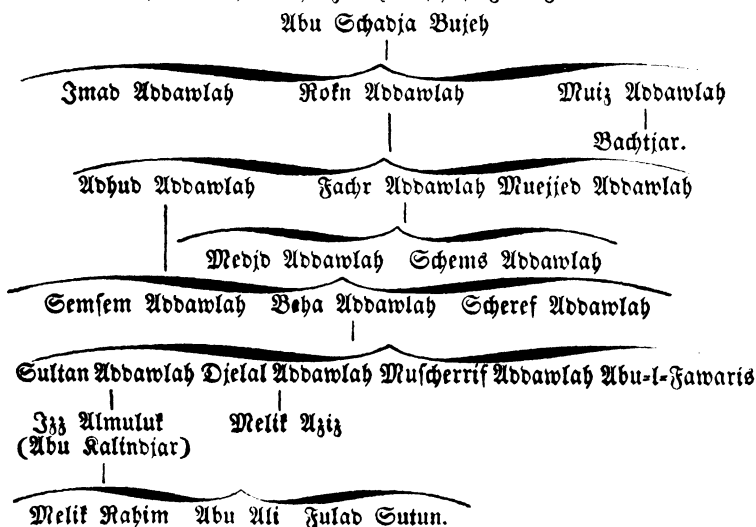 Abu Schadja Bujeh
Imad Addawlah Rokn Addawlah Muiz Addawlah
Bachtjar.
Adhud Addawlah Fachr Addawlah Muejjed Addawlah
Medjd Addawlah Schems Addawlah
Semsem Addawlah Beha Addawlah Scheref Addawlah
Sultan Addawlah Djelal Addawlah Muscherrif Addawlah Abu-l-Fawaris
Izz Almuluk Melik Aziz
(Abu Kalindjar)
Melik Rahim Abu Ali Fulad Sutun.